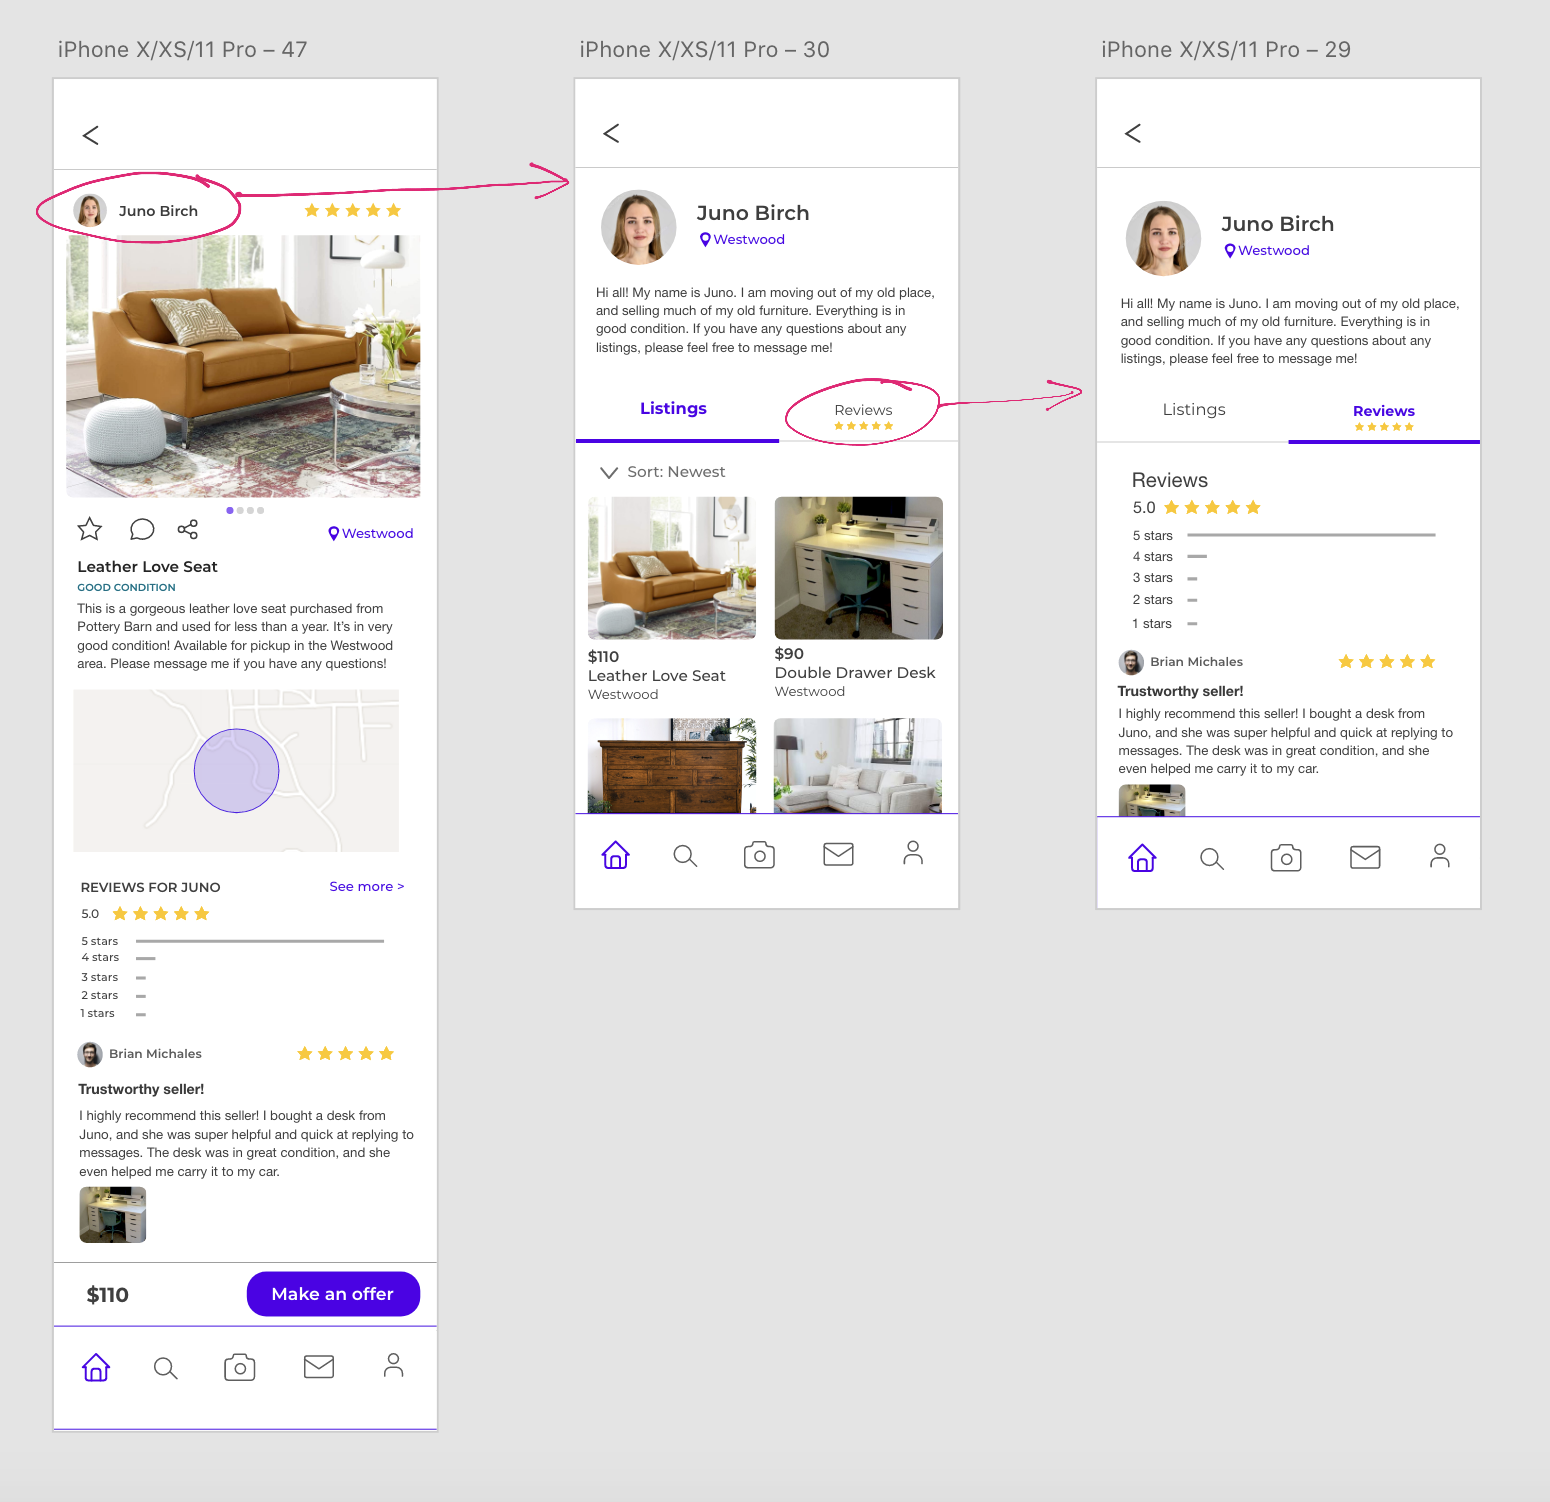 iPhone X/XS/11 Pro – 47
Juno Birch
Westwood
Leather Love Seat
GOOD CONDITION
This is a gorgeous leather love seat purchased from
Pottery Barn and used for less than a year. It's in very
good condition! Available for pickup in the Westwood
area. Please message me if you have any questions!
REVIEWS FOR JUNO
See more >
5.0
5 stars
4 stars
3 stars
2 stars
1 stars
Brian Michales
Trustworthy seller!
I highly recommend this seller! I bought a desk from
Juno, and she was super helpful and quick at replying to
messages. The desk was in great condition, and she
even helped me carry it to my car.
$110
Make an offer
iPhone X/XS/11 Pro – 30
Juno Birch
Westwood
Hi all! My name is Juno. I am moving out of my old place,
and selling much of my old furniture. Everything is in
good condition. If you have any questions about any
listings, please feel free to message me!
Listings
Reviews
Sort: Newest
$110
Leather Love Seat
Westwood
$90
Double Drawer Desk
Westwood
iPhone X/XS/11 Pro – 29
Juno Birch
Westwood
Hi all! My name is Juno. I am moving out of my old place,
and selling much of my old furniture. Everything is in
good condition. If you have any questions about any
listings, please feel free to message me!
Listings
Reviews
Reviews
5.0
5 stars
4 stars
3 stars
2 stars
1 stars
Brian Michales
Trustworthy seller!
I highly recommend this seller! I bought a desk from
Juno, and she was super helpful and quick at replying to
messages. The desk was in great condition, and she
even helped me carry it to my car.